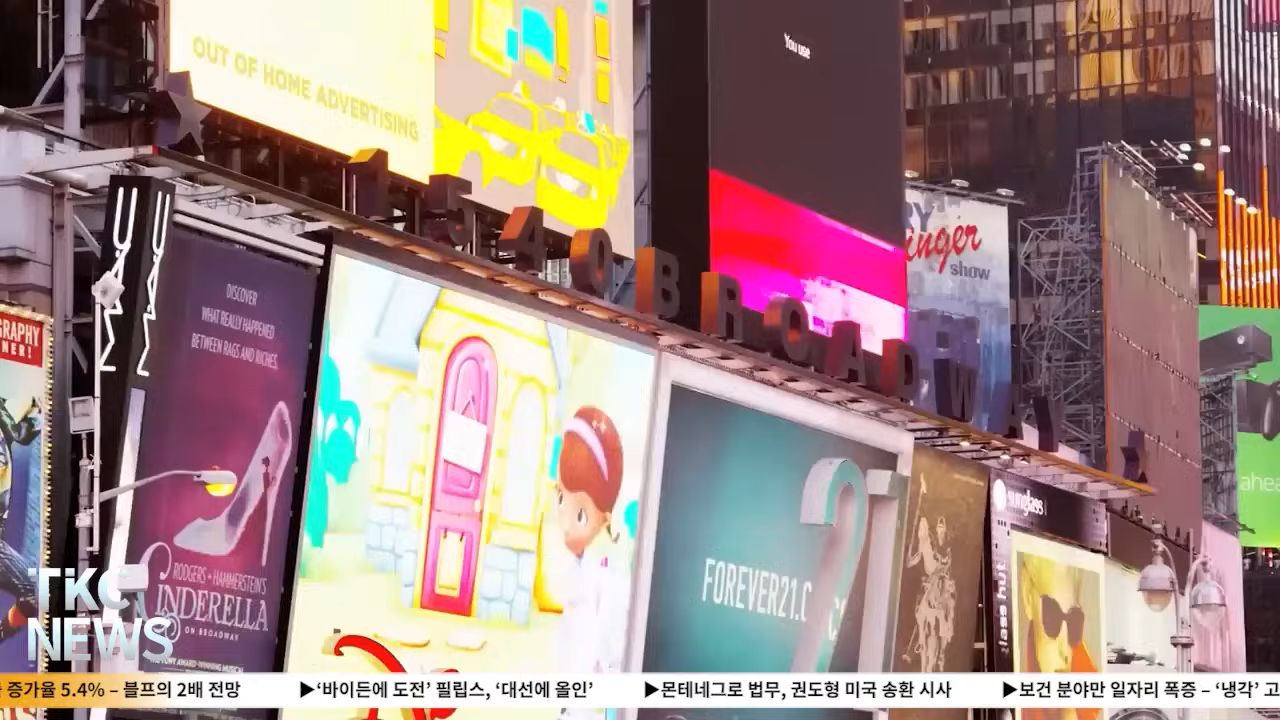 OUT OF HOME ADVERTISING
You use
1540 BROADWAY
MAC
MAC
DISCOVER
WHAT REALLY HAPPENED
BETWEEN RAGS AND RICHES
RODGERS + HAMMERSTEIN'S
CINDERELLA
ON BROADWAY
FOREVER21.C
show
sunglass
ahea
TKC
NEWS
증가율 5.4% – 블프의 2배 전망
▶‘바이든에 도전’ 필립스, ‘대선에 올인’
▶몬테네그로 법무, 권도형 미국 송환 시사
▶보건 분야만 일자리 폭증 – ‘냉각’ 고